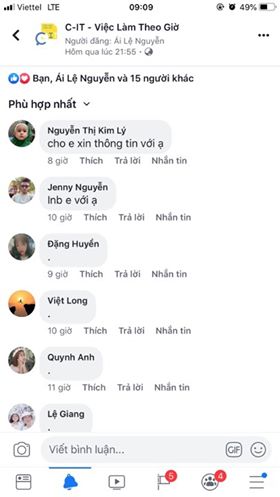 Viettel LTE 09:09 49%
C-IT - Việc Làm Theo Giờ
Người đăng: Ái Lệ Nguyễn
Hôm qua lúc 21:55
Bạn, Ái Lệ Nguyễn và 15 người khác
Phù hợp nhất
Nguyễn Thị Kim Lý
cho e xin thông tin với ạ
8 giờ Thích Trả lời Nhắn tin
Jenny Nguyễn
Inb e với ạ
10 giờ Thích Trả lời Nhắn tin
Đặng Huyền
.
9 giờ Thích Trả lời Nhắn tin
Việt Long
.
10 giờ Thích Trả lời Nhắn tin
Quynh Anh
.
11 giờ Thích Trả lời Nhắn tin
Lệ Giang
.
Viết bình luận...
GIF
5 4